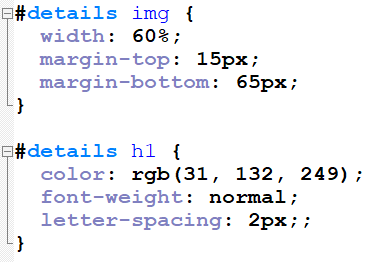 #details img {
width: 60%;
margin-top: 15px;
margin-bottom: 65px;
}
#details h1 {
color: rgb(31, 132, 249);
font-weight: normal;
letter-spacing: 2px;;
}